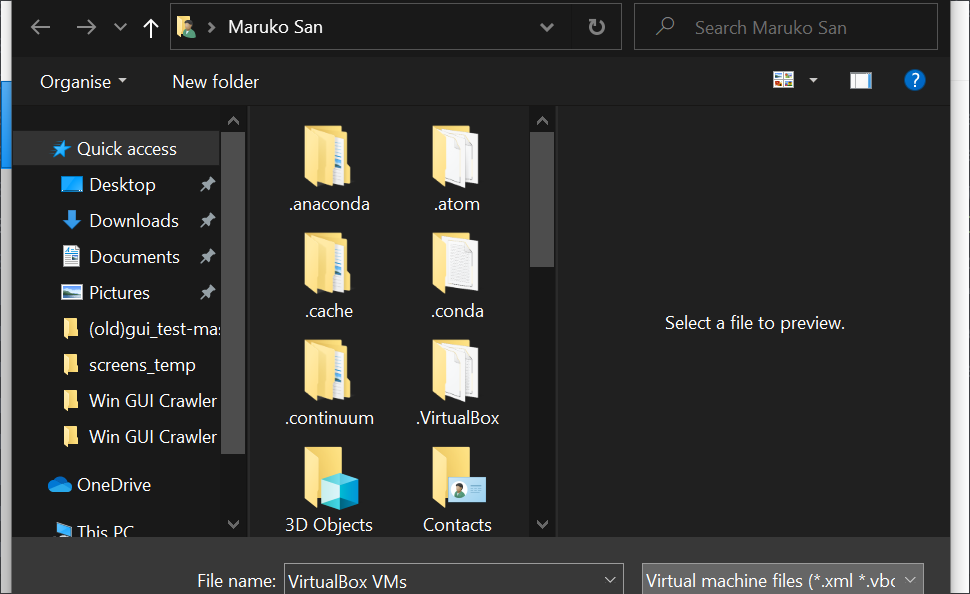 Maruko San
Search Maruko San
Organise
New folder
?
Quick access
Desktop
Downloads
Documents
Pictures
(old)gui_test-mas
screens_temp
Win GUI Crawler
Win GUI Crawler
OneDrive
This PC
.anaconda
.atom
.cache
.conda
.continuum
.VirtualBox
3D Objects
Contacts
Select a file to preview.
File name:
VirtualBox VMs
Virtual machine files (*.xml *.vbo